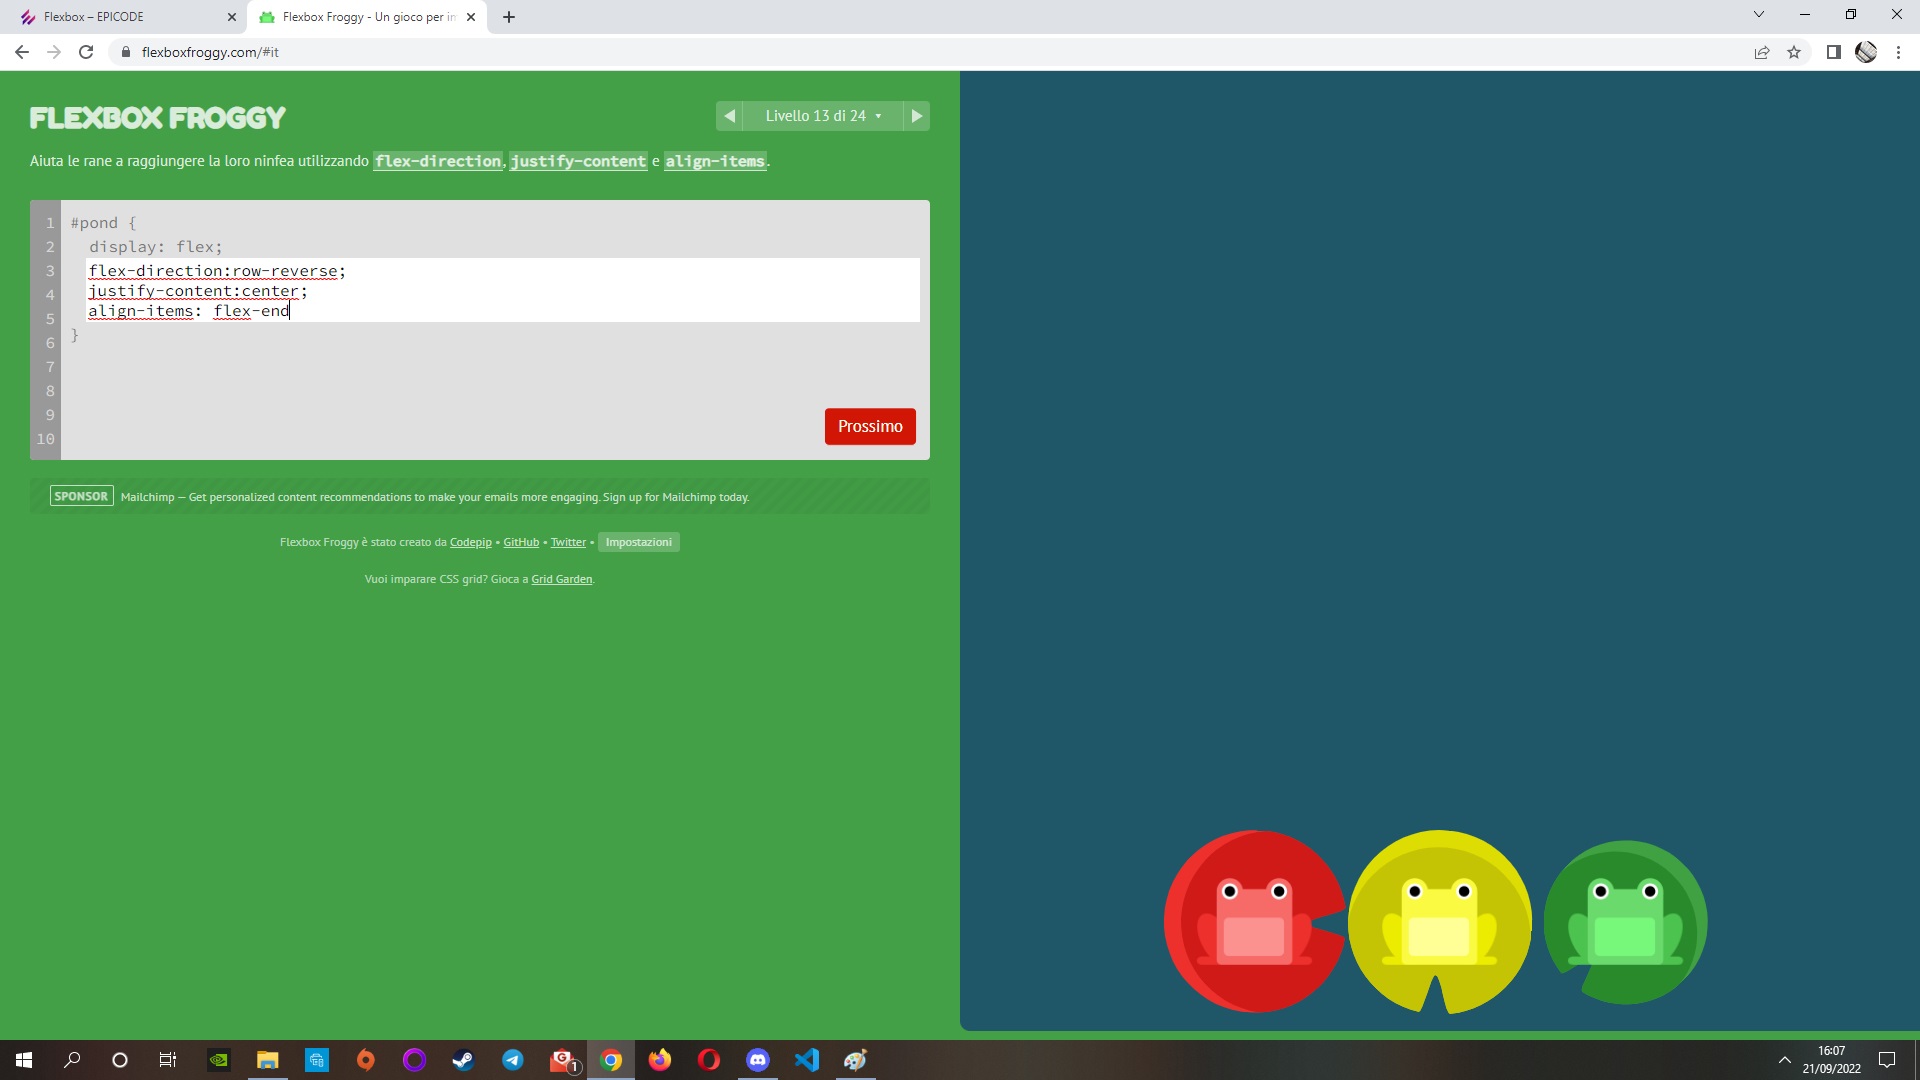 Flexbox – EPICODE
Flexbox Froggy - Un gioco per im
flexboxfroggy.com/#it
FLEXBOX FROGGY
Livello 13 di 24
Aiuta le rane a raggiungere la loro ninfea utilizzando flex-direction, justify-content e align-items.
1 #pond {
2 display: flex;
3 flex-direction:row-reverse;
4 justify-content:center;
5 align-items: flex-end
6 }
7
8
9
10
Prossimo
SPONSOR Mailchimp — Get personalized content recommendations to make your emails more engaging. Sign up for Mailchimp today.
Flexbox Froggy è stato creato da Codepip • GitHub • Twitter • Impostazioni
Vuoi imparare CSS grid? Gioca a Grid Garden.
G 1
16:07
21/09/2022